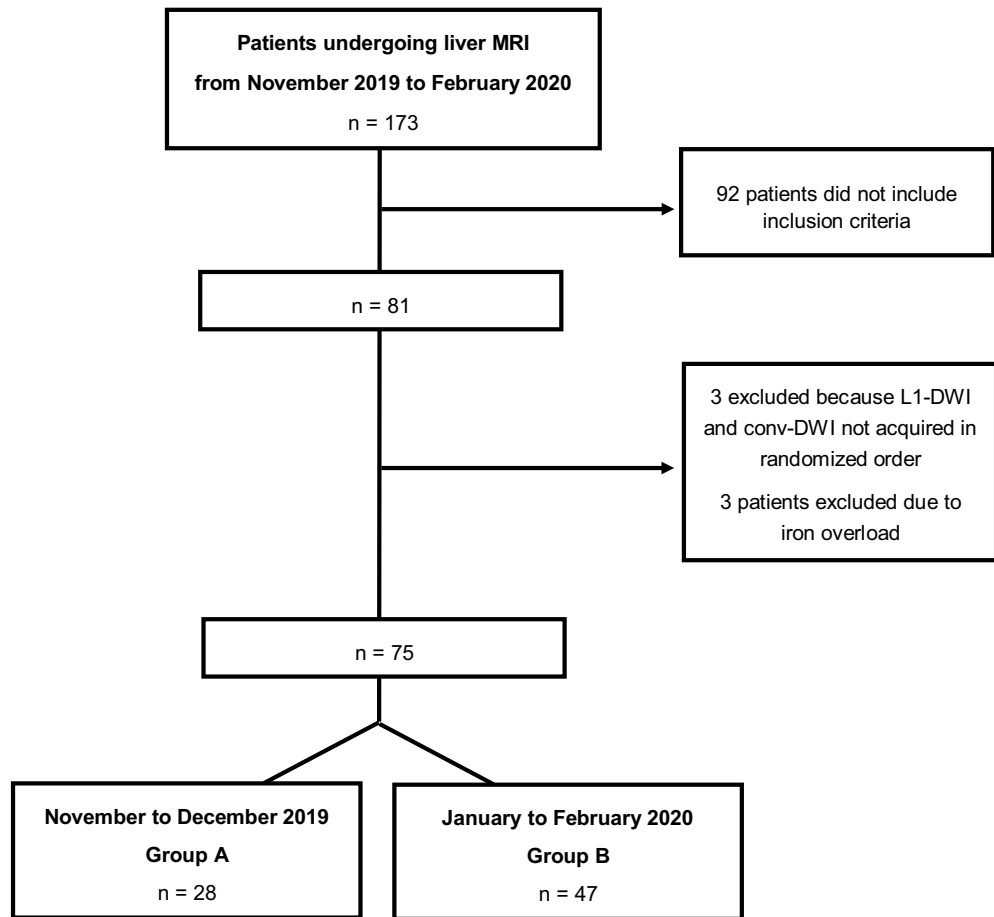 Patients undergoing liver MRI
from November 2019 to February 2020
n = 173
92 patients did not include
inclusion criteria
n = 81
3 excluded because L1-DWI
and conv-DWI not acquired in
randomized order
3 patients excluded due to
iron overload
n = 75
November to December 2019
Group A
n = 28
January to February 2020
Group B
n = 47